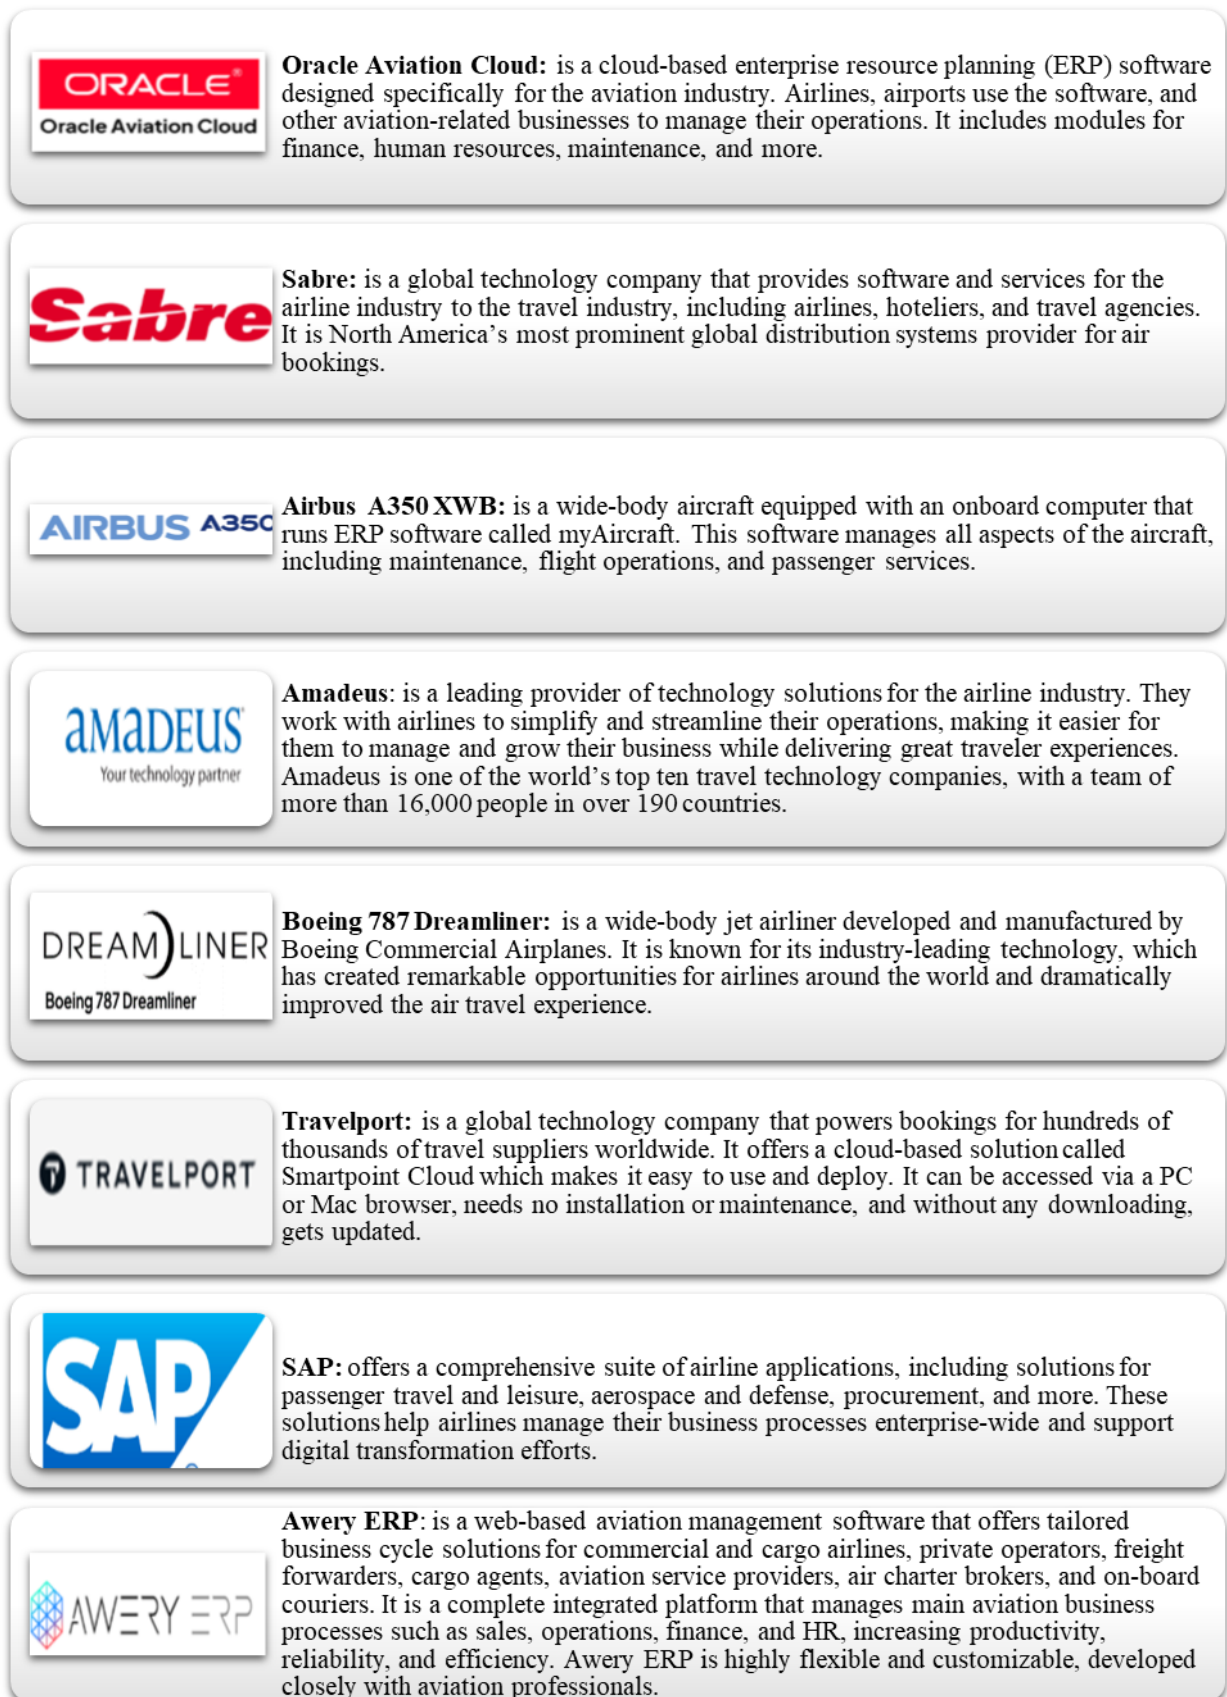 ORACLE®
Oracle Aviation Cloud
Oracle Aviation Cloud: is a cloud-based enterprise resource planning (ERP) software
designed specifically for the aviation industry. Airlines, airports use the software, and
other aviation-related businesses to manage their operations. It includes modules for
finance, human resources, maintenance, and more.
Sabre
Sabre: is a global technology company that provides software and services for the
airline industry to the travel industry, including airlines, hoteliers, and travel agencies.
It is North America’s most prominent global distribution systems provider for air
bookings.
AIRBUS A350
Airbus A350 XWB: is a wide-body aircraft equipped with an onboard computer that
runs ERP software called myAircraft. This software manages all aspects of the aircraft,
including maintenance, flight operations, and passenger services.
aMaDEUS
Your technology partner
Amadeus: is a leading provider of technology solutions for the airline industry. They
work with airlines to simplify and streamline their operations, making it easier for
them to manage and grow their business while delivering great traveler experiences.
Amadeus is one of the world’s top ten travel technology companies, with a team of
more than 16,000 people in over 190 countries.
DREAMLINER
Boeing 787 Dreamliner
Boeing 787 Dreamliner: is a wide-body jet airliner developed and manufactured by
Boeing Commercial Airplanes. It is known for its industry-leading technology, which
has created remarkable opportunities for airlines around the world and dramatically
improved the air travel experience.
TRAVELPORT
Travelport: is a global technology company that powers bookings for hundreds of
thousands of travel suppliers worldwide. It offers a cloud-based solution called
Smartpoint Cloud which makes it easy to use and deploy. It can be accessed via a PC
or Mac browser, needs no installation or maintenance, and without any downloading,
gets updated.
SAP
SAP: offers a comprehensive suite of airline applications, including solutions for
passenger travel and leisure, aerospace and defense, procurement, and more. These
solutions help airlines manage their business processes enterprise-wide and support
digital transformation efforts.
AWERY ERP
Awery ERP: is a web-based aviation management software that offers tailored
business cycle solutions for commercial and cargo airlines, private operators, freight
forwarders, cargo agents, aviation service providers, air charter brokers, and on-board
couriers. It is a complete integrated platform that manages main aviation business
processes such as sales, operations, finance, and HR, increasing productivity,
reliability, and efficiency. Awery ERP is highly flexible and customizable, developed
closely with aviation professionals.